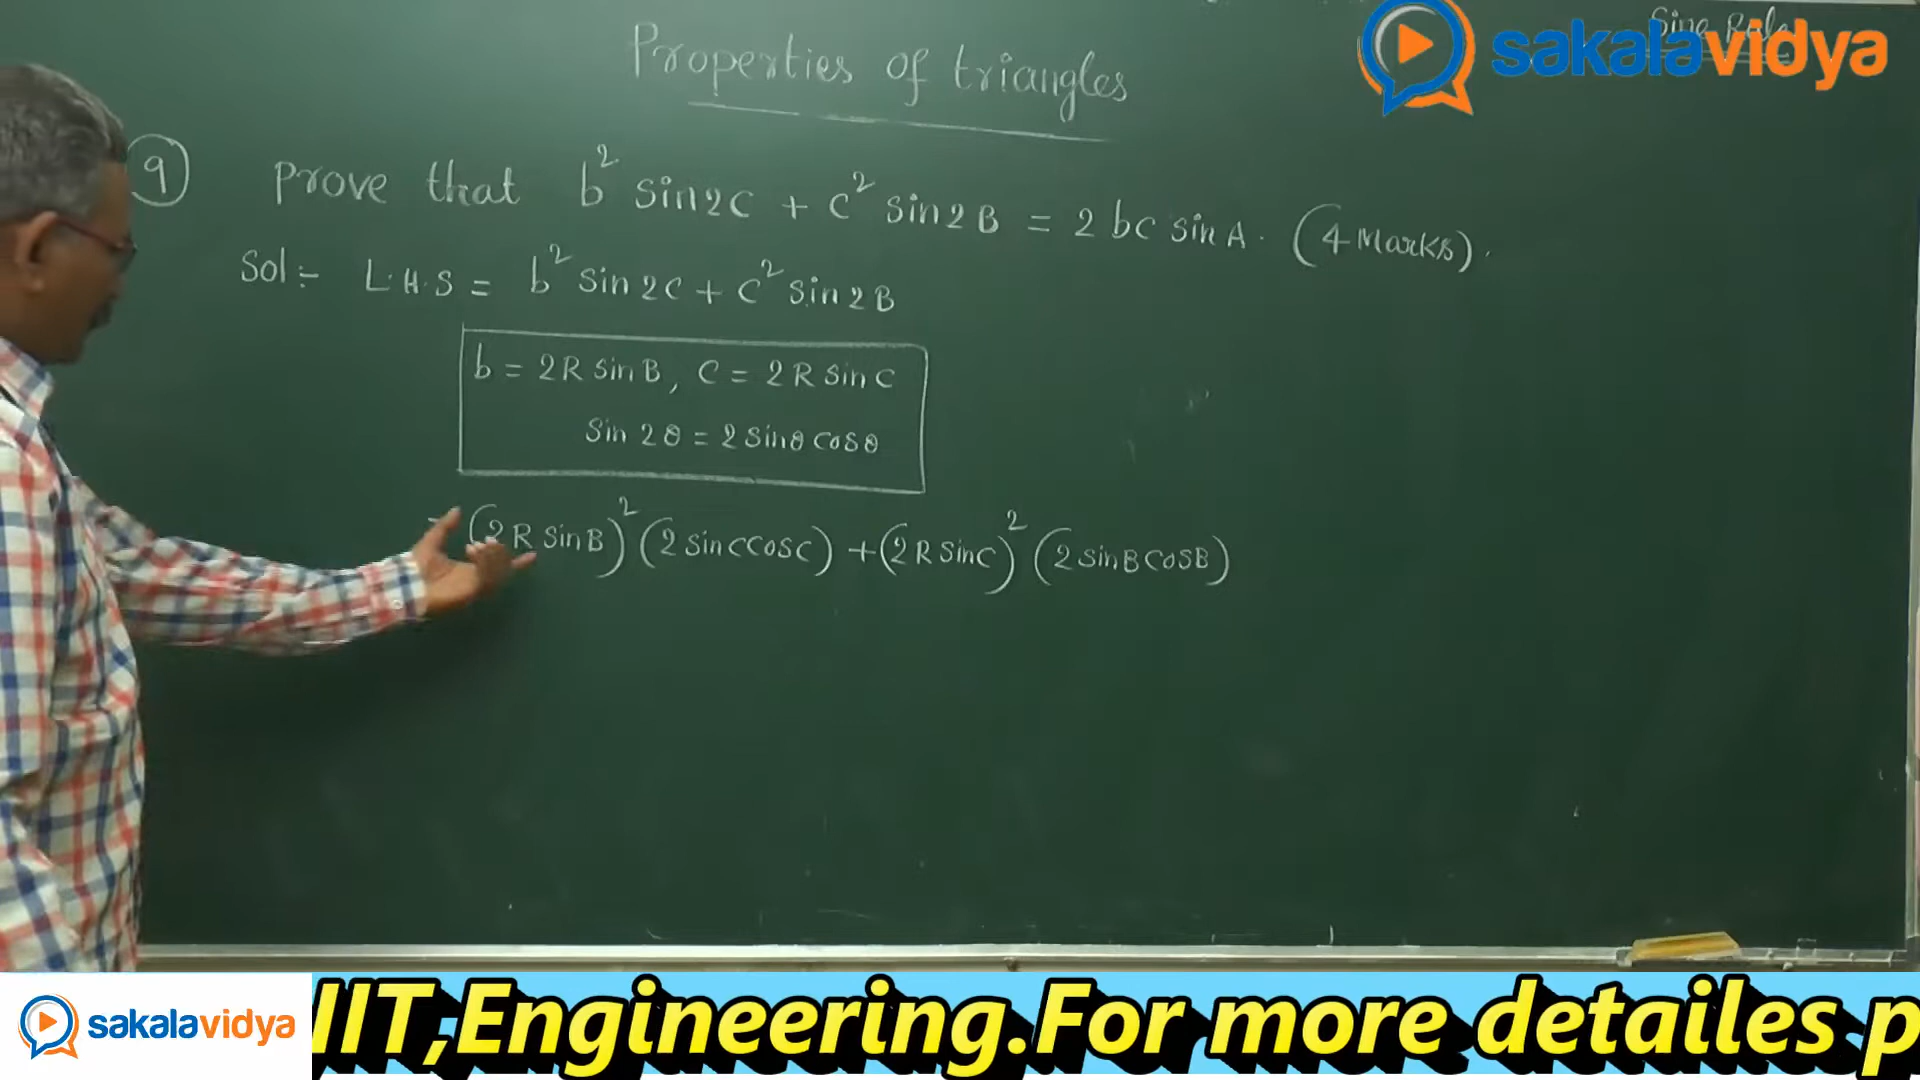 Sine Rule
sakalavidya
Properties of triangles
9 Prove that b² sin2C + c² sin2B = 2bc sinA. (4 Marks).
Sol :- L.H.S = b² sin2C + c² sin2B
b = 2R sinB, c = 2R sinC
sin 2θ = 2 sinθ cosθ
= (2R sinB)² (2 sinC cosC) + (2R sinC)² (2 sinB cosB)
sakalavidya IIT,Engineering.For more detailes p